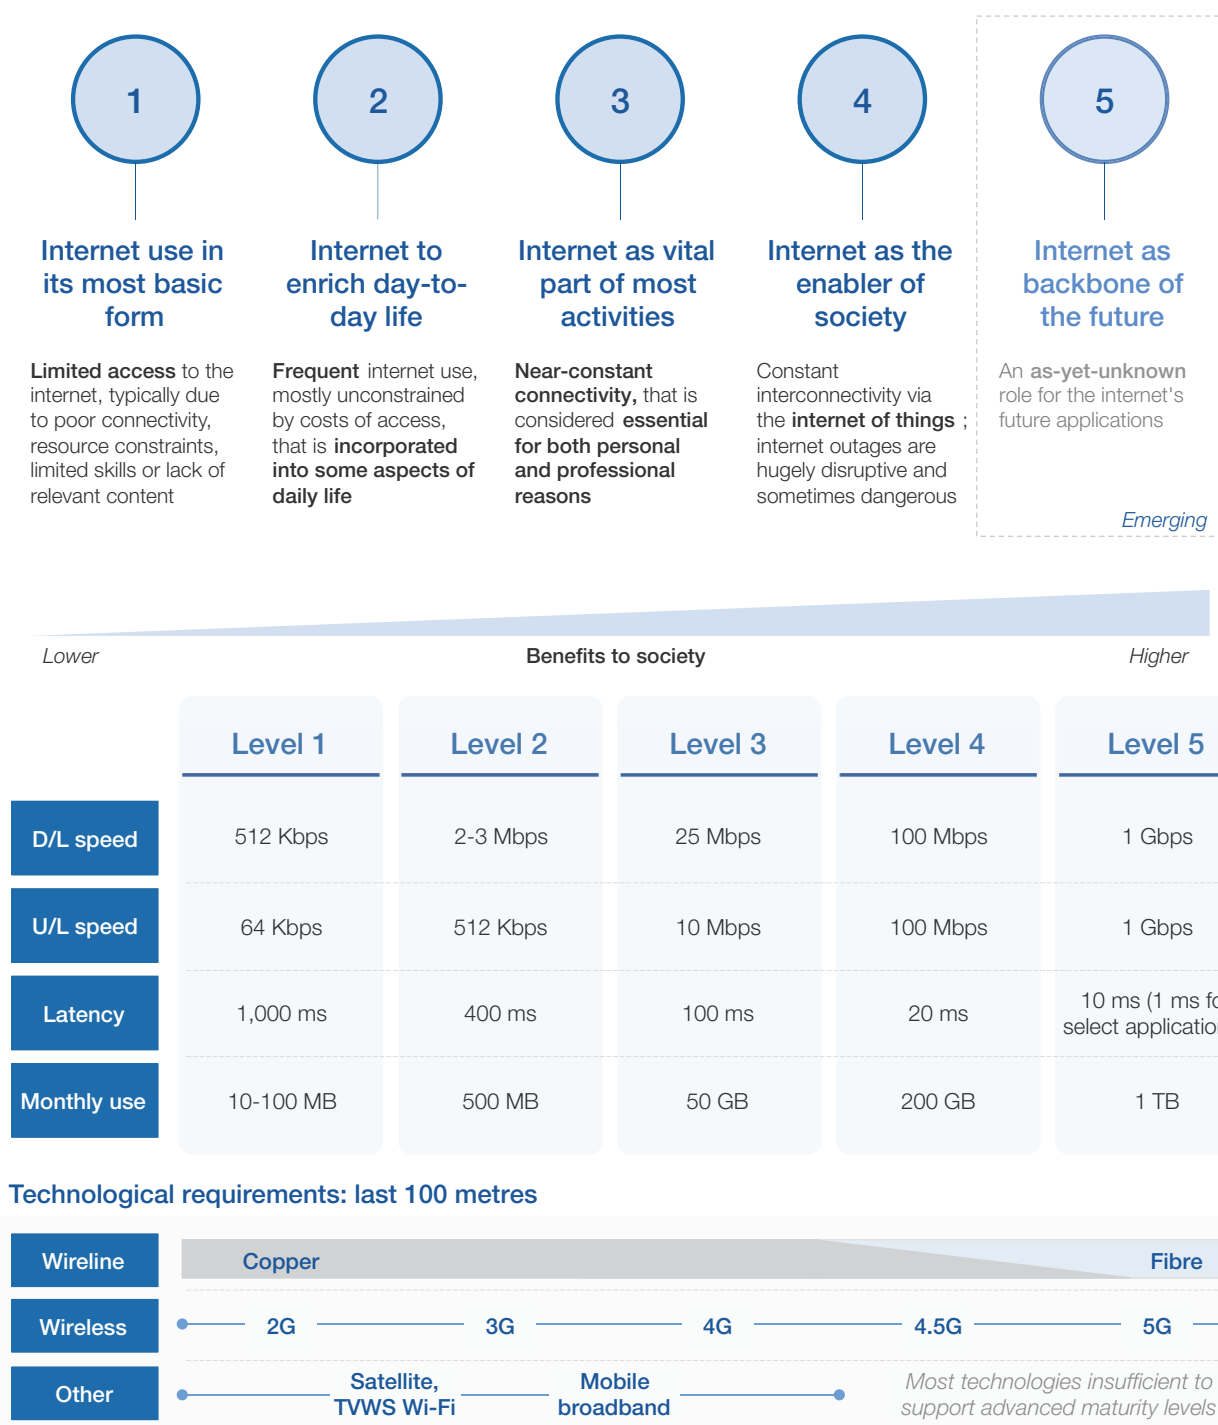 1
2
3
4
5
Internet use in
its most basic
form
Internet to
enrich day-to-
day life
Internet as vital
part of most
activities
Internet as the
enabler of
society
Internet as
backbone of
the future
Limited access to the
internet, typically due
to poor connectivity,
resource constraints,
limited skills or lack of
relevant content
Frequent internet use,
mostly unconstrained
by costs of access,
that is incorporated
into some aspects of
daily life
Near-constant
connectivity, that is
considered essential
for both personal
and professional
reasons
Constant
interconnectivity via
the internet of things ;
internet outages are
hugely disruptive and
sometimes dangerous
An as-yet-unknown
role for the internet's
future applications
Emerging
Lower
Benefits to society
Higher
Level 1
Level 2
Level 3
Level 4
Level 5
D/L speed
512 Kbps
2-3 Mbps
25 Mbps
100 Mbps
1 Gbps
U/L speed
64 Kbps
512 Kbps
10 Mbps
100 Mbps
1 Gbps
Latency
1,000 ms
400 ms
100 ms
20 ms
10 ms (1 ms fo
select application
Monthly use
10-100 MB
500 MB
50 GB
200 GB
1 TB
Technological requirements: last 100 metres
Wireline
Copper
Fibre
Wireless
2G
3G
4G
4.5G
5G
Other
Satellite,
TVWS Wi-Fi
Mobile
broadband
Most technologies insufficient to
support advanced maturity levels